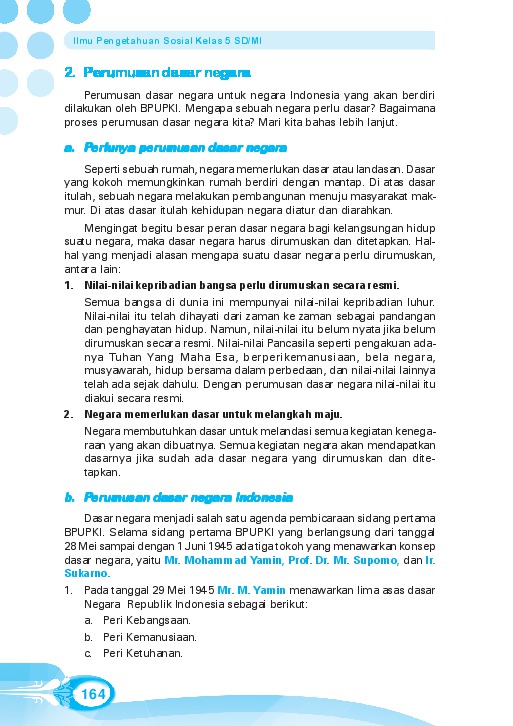 Ilmu Pengetahuan Sosial Kelas 5 SD/MI
2. Perumusan dasar negara
Perumusan dasar negara untuk negara Indonesia yang akan berdiri
dilakukan oleh BPUPKI. Mengapa sebuah negara perlu dasar? Bagaimana
proses perumusan dasar negara kita? Mari kita bahas lebih lanjut.
a. Perlunya perumusan dasar negara
Seperti sebuah rumah, negara memerlukan dasar atau landasan. Dasar
yang kokoh memungkinkan rumah berdiri dengan mantap. Di atas dasar
itulah, sebuah negara melakukan pembangunan menuju masyarakat mak-
mur. Di atas dasar itulah kehidupan negara diatur dan diarahkan.
Mengingat begitu besar peran dasar negara bagi kelangsungan hidup
suatu negara, maka dasar negara harus dirumuskan dan ditetapkan. Hal-
hal yang menjadi alasan mengapa suatu dasar negara perlu dirumuskan,
antara lain:
1. Nilai-nilai kepribadian bangsa perlu dirumuskan secara resmi.
Semua bangsa di dunia ini mempunyai nilai-nilai kepribadian luhur.
Nilai-nilai itu telah dihayati dari zaman ke zaman sebagai pandangan
dan penghayatan hidup. Namun, nilai-nilai itu belum nyata jika belum
dirumuskan secara resmi. Nilai-nilai Pancasila seperti pengakuan ada-
nya Tuhan Yang Maha Esa, berperikemanusiaan, bela negara,
musyawarah, hidup bersama dalam perbedaan, dan nilai-nilai lainnya
telah ada sejak dahulu. Dengan perumusan dasar negara nilai-nilai itu
diakui secara resmi.
2. Negara memerlukan dasar untuk melangkah maju.
Negara membutuhkan dasar untuk melandasi semua kegiatan kenega-
raan yang akan dibuatnya. Semua kegiatan negara akan mendapatkan
dasarnya jika sudah ada dasar negara yang dirumuskan dan dite-
tapkan.
b. Perumusan dasar negara Indonesia
Dasar negara menjadi salah satu agenda pembicaraan sidang pertama
BPUPKI. Selama sidang pertama BPUPKI yang berlangsung dari tanggal
28 Mei sampai dengan 1 Juni 1945 ada tiga tokoh yang menawarkan konsep
dasar negara, yaitu Mr. Mohammad Yamin, Prof. Dr. Mr. Supomo, dan Ir.
Sukarno.
1. Pada tanggal 29 Mei 1945 Mr. M. Yamin menawarkan lima asas dasar
Negara Republik Indonesia sebagai berikut:
a. Peri Kebangsaan.
b. Peri Kemanusiaan.
c. Peri Ketuhanan.
164